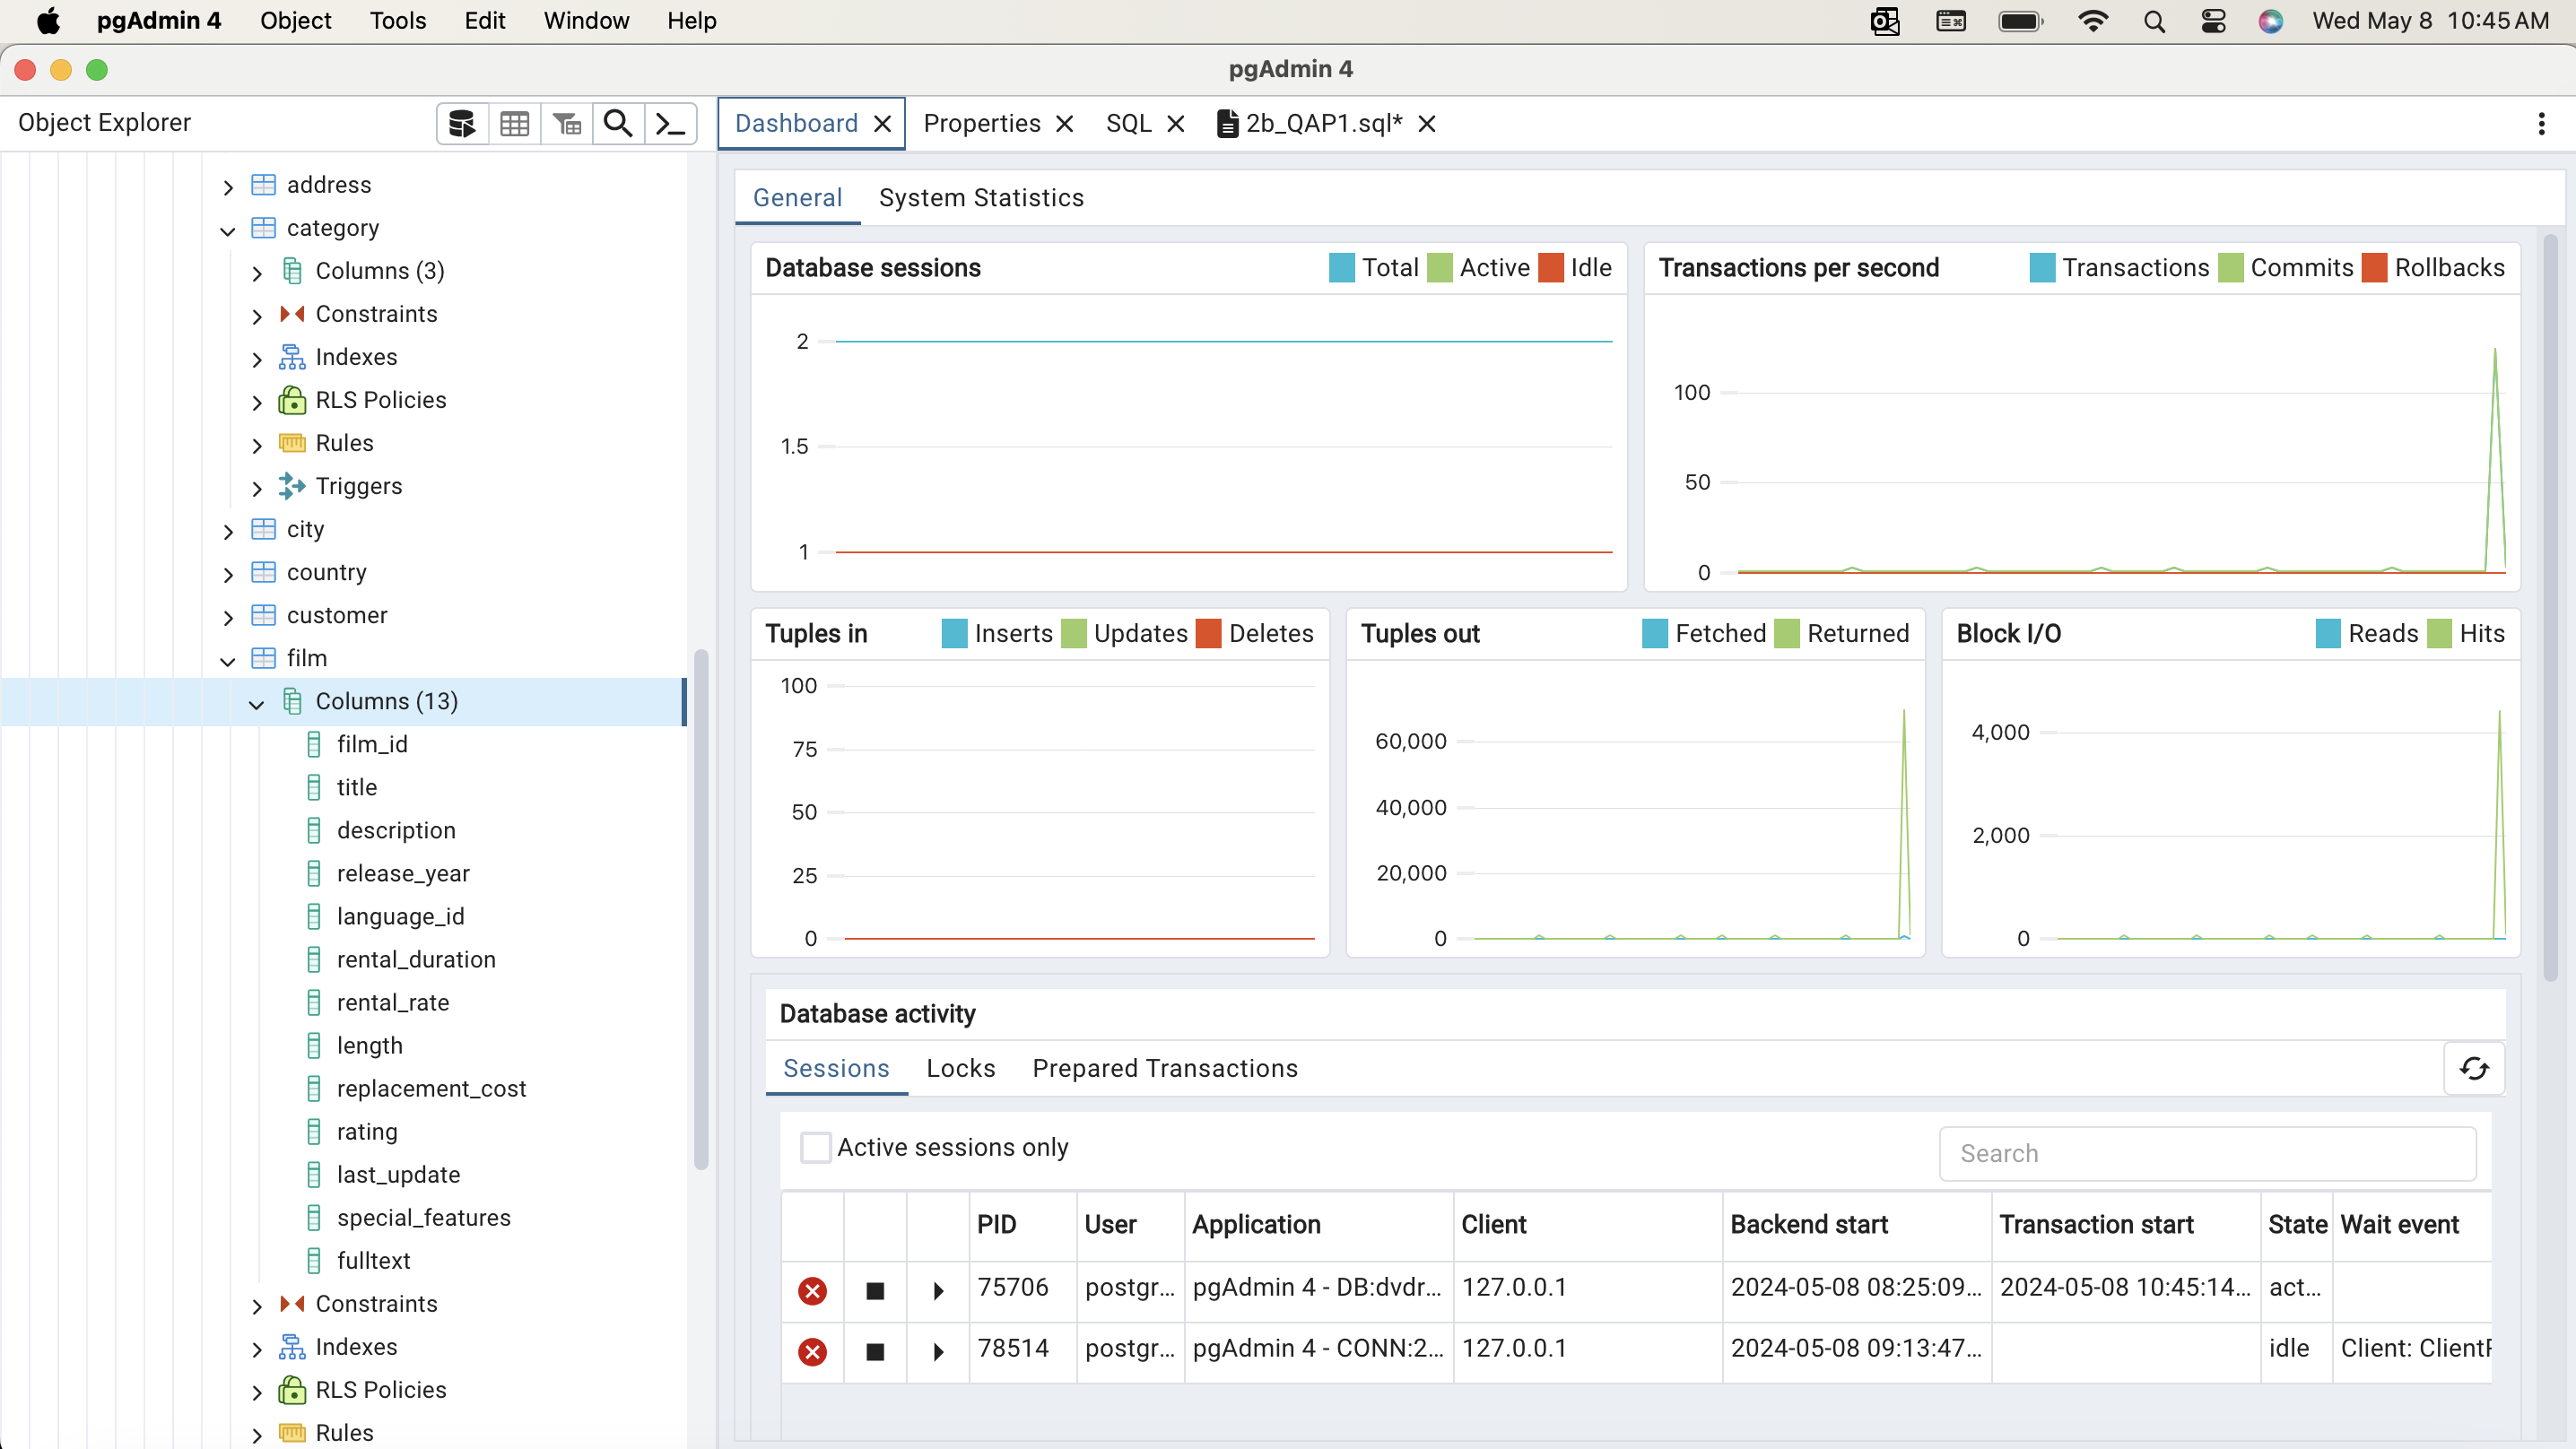 pgAdmin 4 Object Tools Edit Window Help Wed May 8 10:45 AM
pgAdmin 4
Object Explorer
Dashboard Properties SQL 2b_QAP1.sql*
address
category
Columns (3)
Constraints
Indexes
RLS Policies
Rules
Triggers
city
country
customer
film
Columns (13)
film_id
title
description
release_year
language_id
rental_duration
rental_rate
length
replacement_cost
rating
last_update
special_features
fulltext
Constraints
Indexes
RLS Policies
Rules
General System Statistics
Database sessions Total Active Idle
2
1.5
1
Transactions per second Transactions Commits Rollbacks
100
50
0
Tuples in Inserts Updates Deletes
100
75
50
25
0
Tuples out Fetched Returned
60,000
40,000
20,000
0
Block I/O Reads Hits
4,000
2,000
0
Database activity
Sessions Locks Prepared Transactions
Active sessions only Search
PID User Application Client Backend start Transaction start State Wait event
75706 postgr... pgAdmin 4 - DB:dvdr... 127.0.0.1 2024-05-08 08:25:09... 2024-05-08 10:45:14... act...
78514 postgr... pgAdmin 4 - CONN:2... 127.0.0.1 2024-05-08 09:13:47... idle Client: ClientR